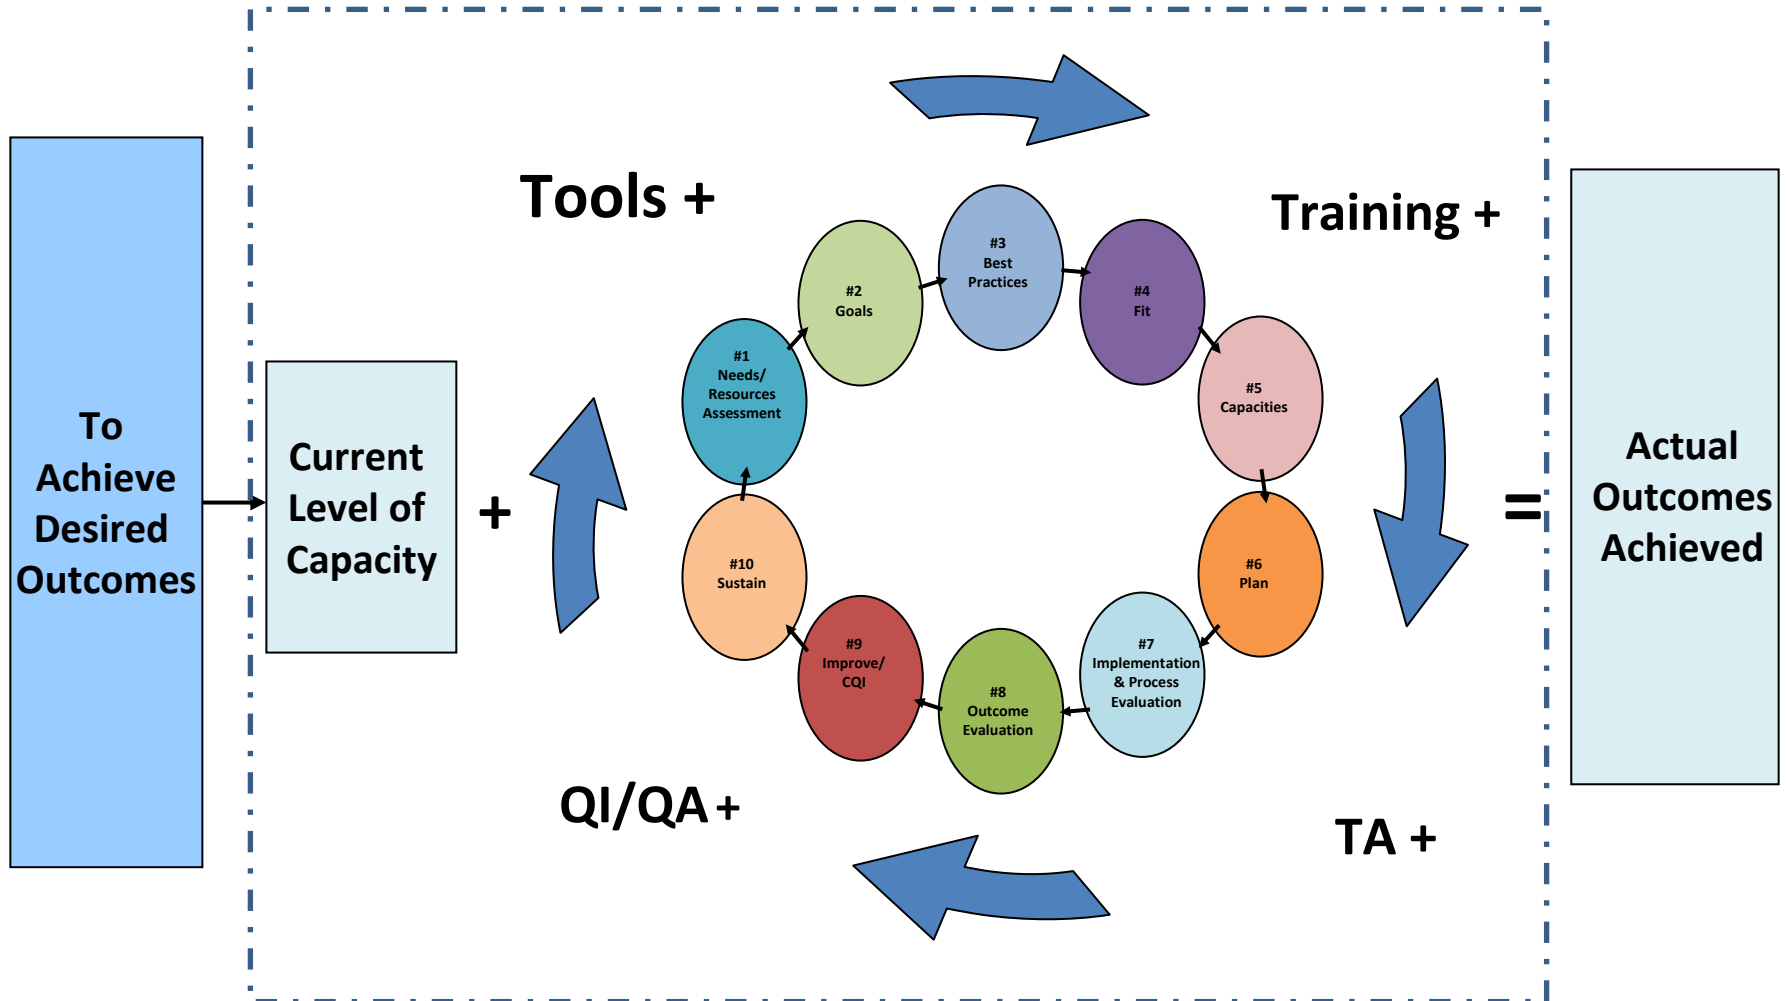 To
Achieve
Desired
Outcomes
Current
Level of
Capacity
+
Tools +
Training +
#1
Needs/
Resources
Assessment
#2
Goals
#3
Best
Practices
#4
Fit
#5
Capacities
#6
Plan
#7
Implementation
& Process
Evaluation
#8
Outcome
Evaluation
#9
Improve/
CQI
#10
Sustain
QI/QA +
TA +
=
Actual
Outcomes
Achieved